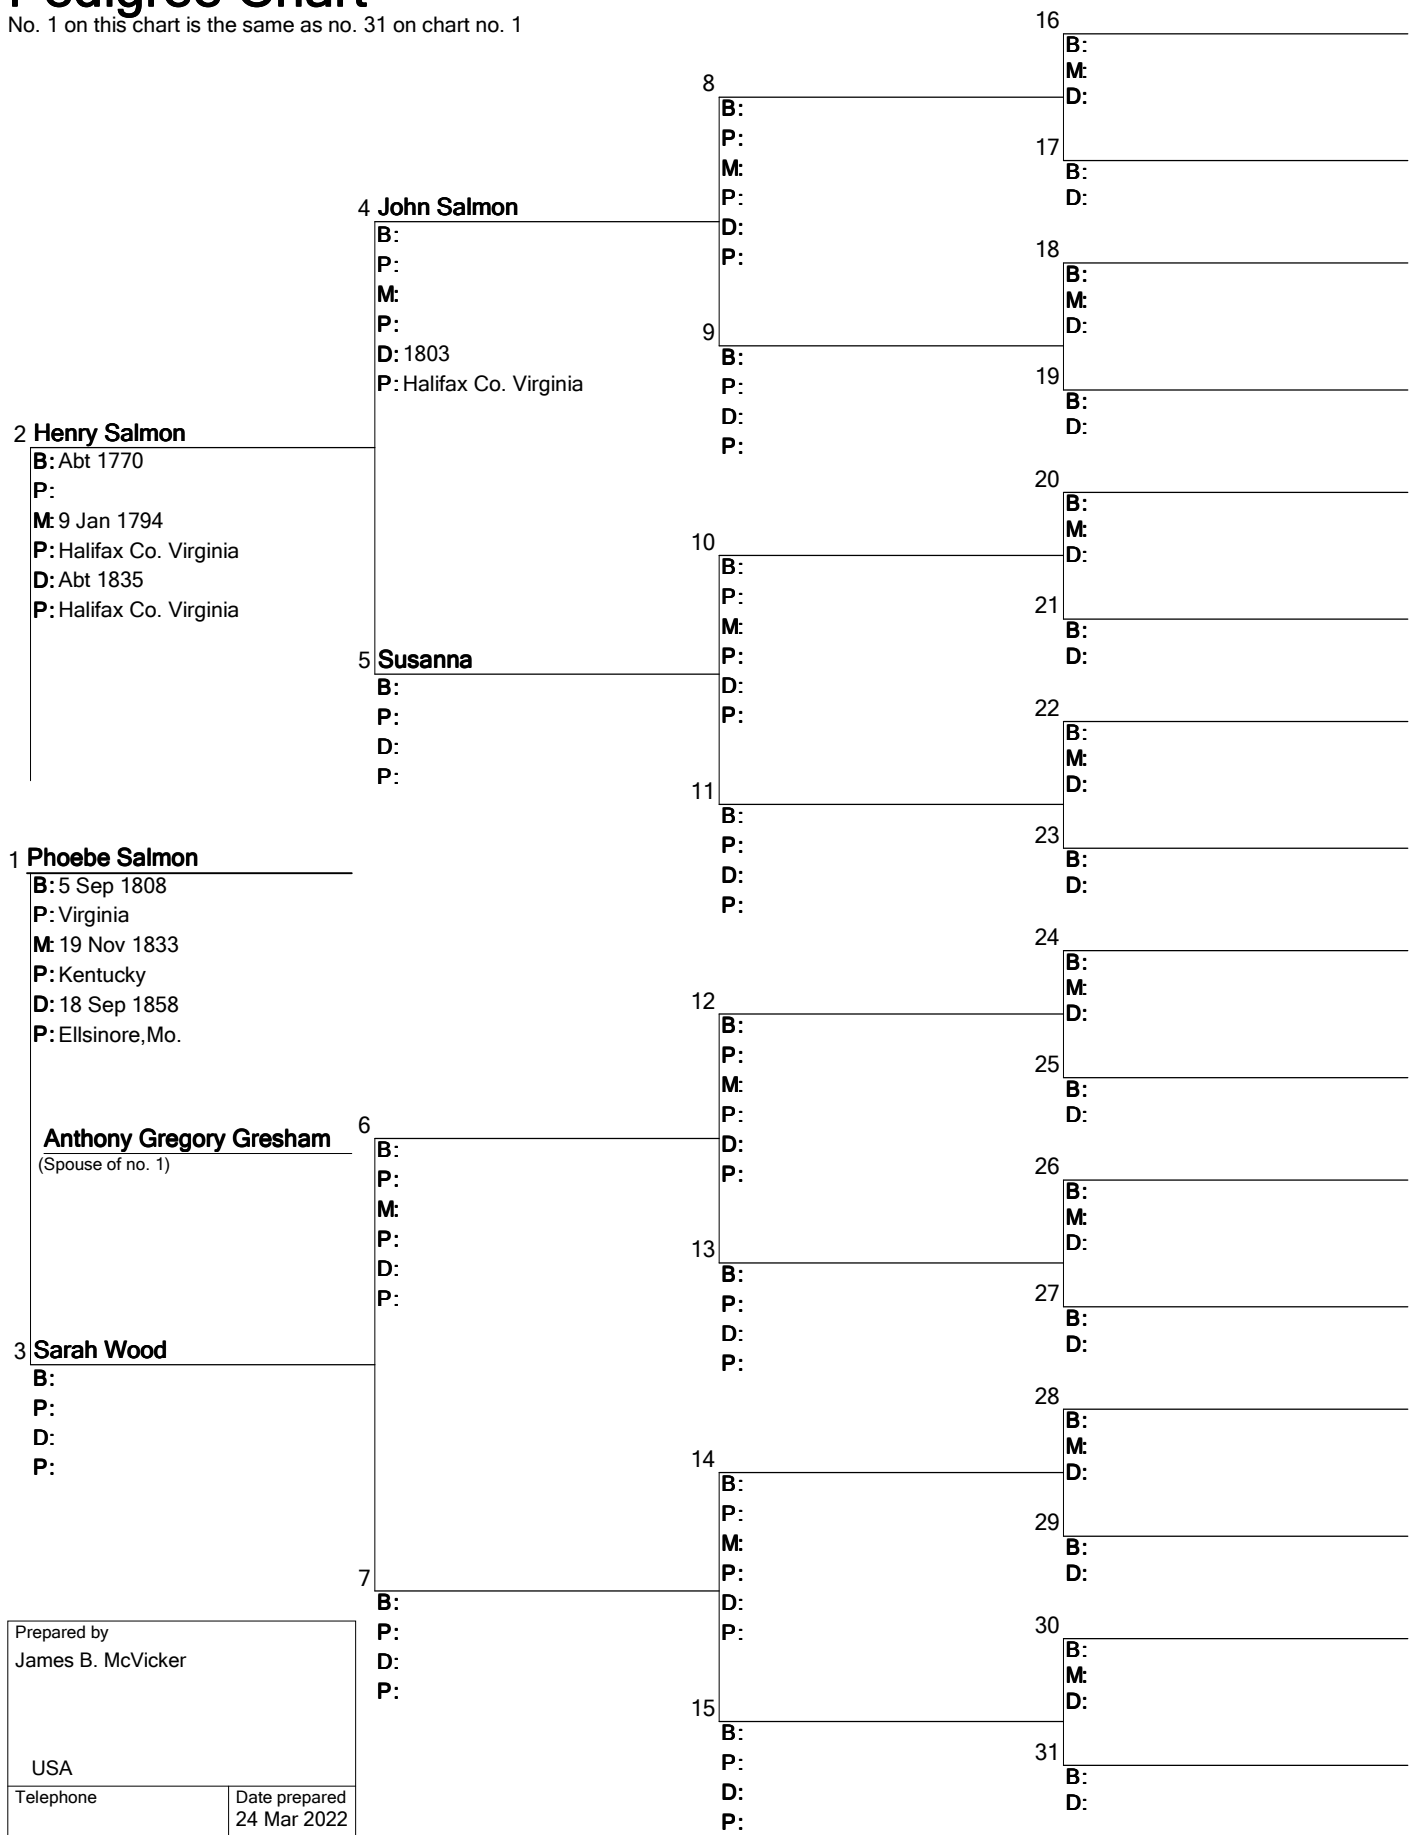 Pedigree Chart
No. 1 on this chart is the same as no. 31 on chart no. 1
2 Henry Salmon
B: Abt 1770
P:
M: 9 Jan 1794
P: Halifax Co. Virginia
D: Abt 1835
P: Halifax Co. Virginia
1 Phoebe Salmon
B: 5 Sep 1808
P: Virginia
M: 19 Nov 1833
P: Kentucky
D: 18 Sep 1858
P: Ellsinore,Mo.
Anthony Gregory Gresham
(Spouse of no. 1)
3 Sarah Wood
B:
P:
D:
P:
Prepared by
James B. McVicker
USA
Telephone
Date prepared
24 Mar 2022
4 John Salmon
B:
P:
M:
P:
D: 1803
P: Halifax Co. Virginia
5 Susanna
B:
P:
D:
P:
6
B:
P:
M:
P:
D:
P:
7
B:
P:
D:
P:
8
B:
P:
M:
P:
D:
P:
9
B:
P:
D:
P:
10
B:
P:
M:
P:
D:
P:
11
B:
P:
D:
P:
12
B:
P:
M:
P:
D:
P:
13
B:
P:
D:
P:
14
B:
P:
M:
P:
D:
P:
15
B:
P:
D:
P:
16
B:
M:
D:
17
B:
D:
18
B:
M:
D:
19
B:
D:
20
B:
M:
D:
21
B:
D:
22
B:
M:
D:
23
B:
D:
24
B:
M:
D:
25
B:
D:
26
B:
M:
D:
27
B:
D:
28
B:
M:
D:
29
B:
D:
30
B:
M:
D:
31
B:
D: